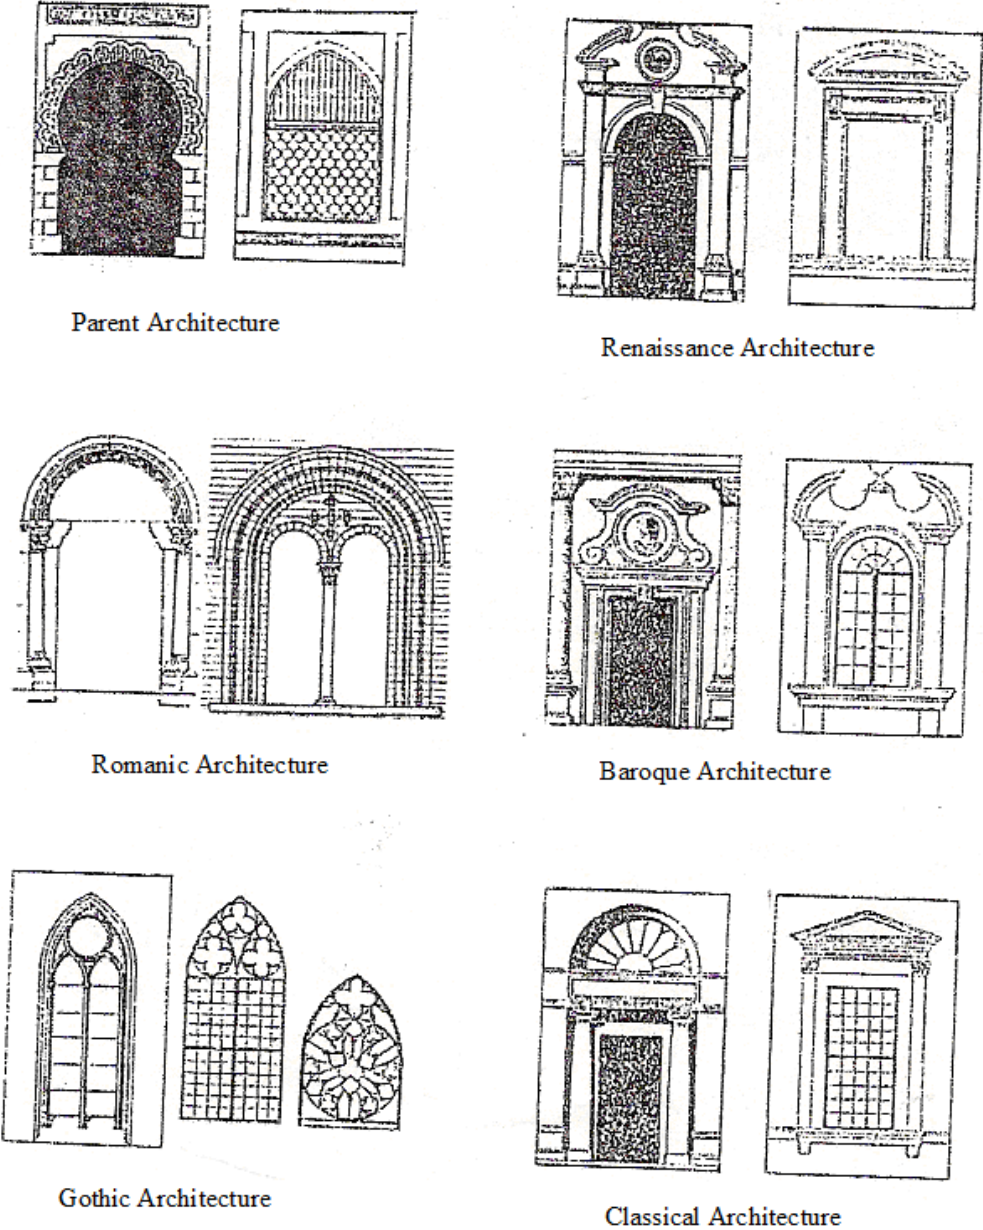 Parent Architecture
Renaissance Architecture
Romanic Architecture
Baroque Architecture
Gothic Architecture
Classical Architecture